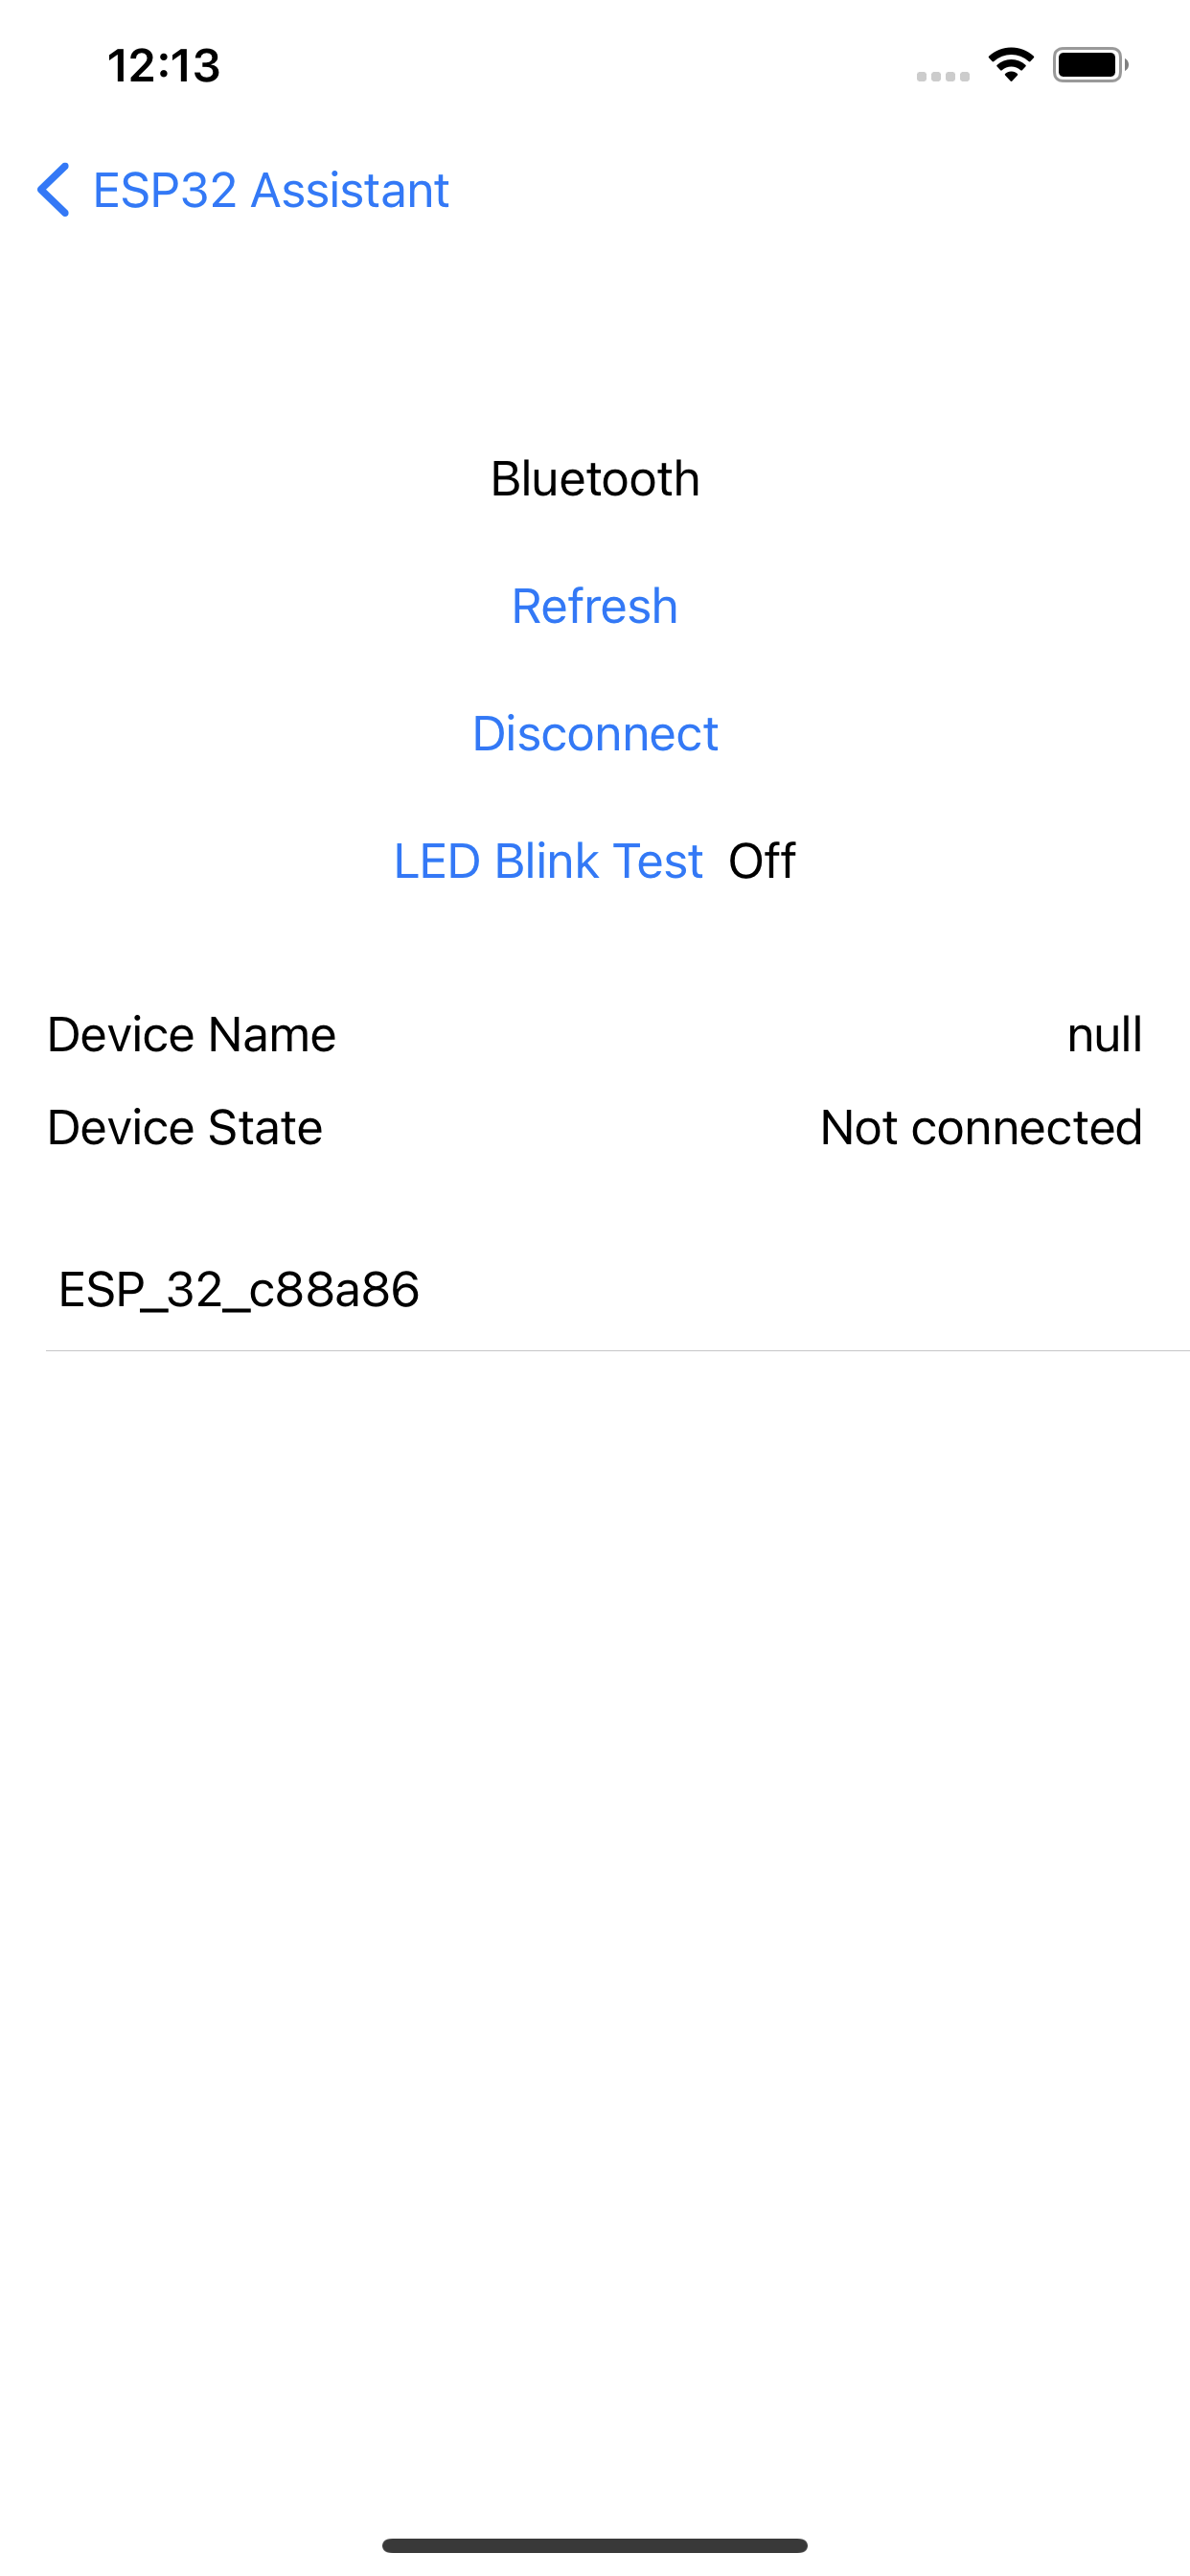 12:13
ESP32 Assistant
Bluetooth
Refresh
Disconnect
LED Blink Test Off
Device Name null
Device State Not connected
ESP_32_c88a86